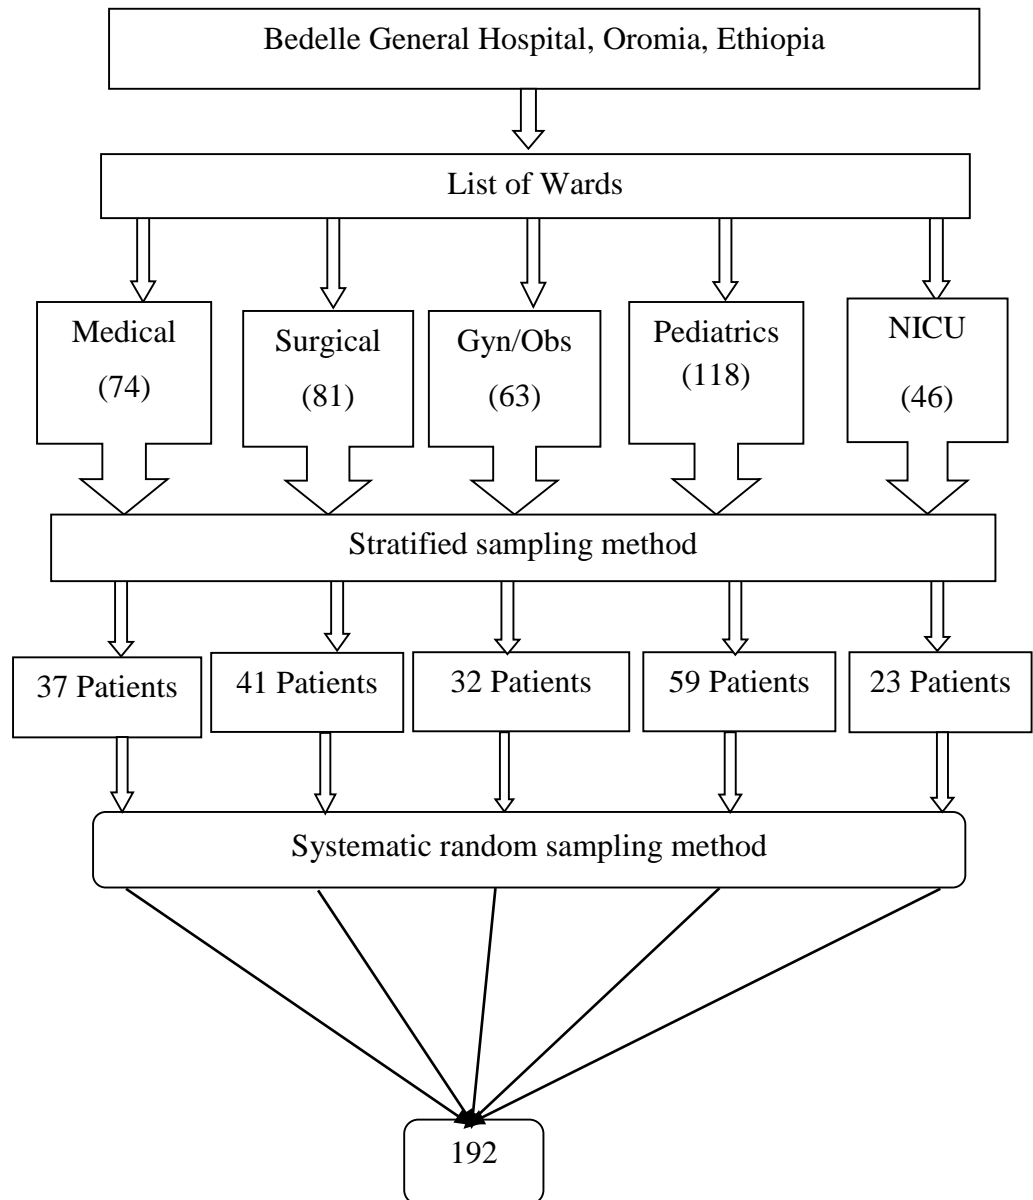 Bedelle General Hospital, Oromia, Ethiopia
List of Wards
Medical
(74)
Surgical
(81)
Gyn/Obs
(63)
Pediatrics
(118)
NICU
(46)
Stratified sampling method
37 Patients
41 Patients
32 Patients
59 Patients
23 Patients
Systematic random sampling method
192